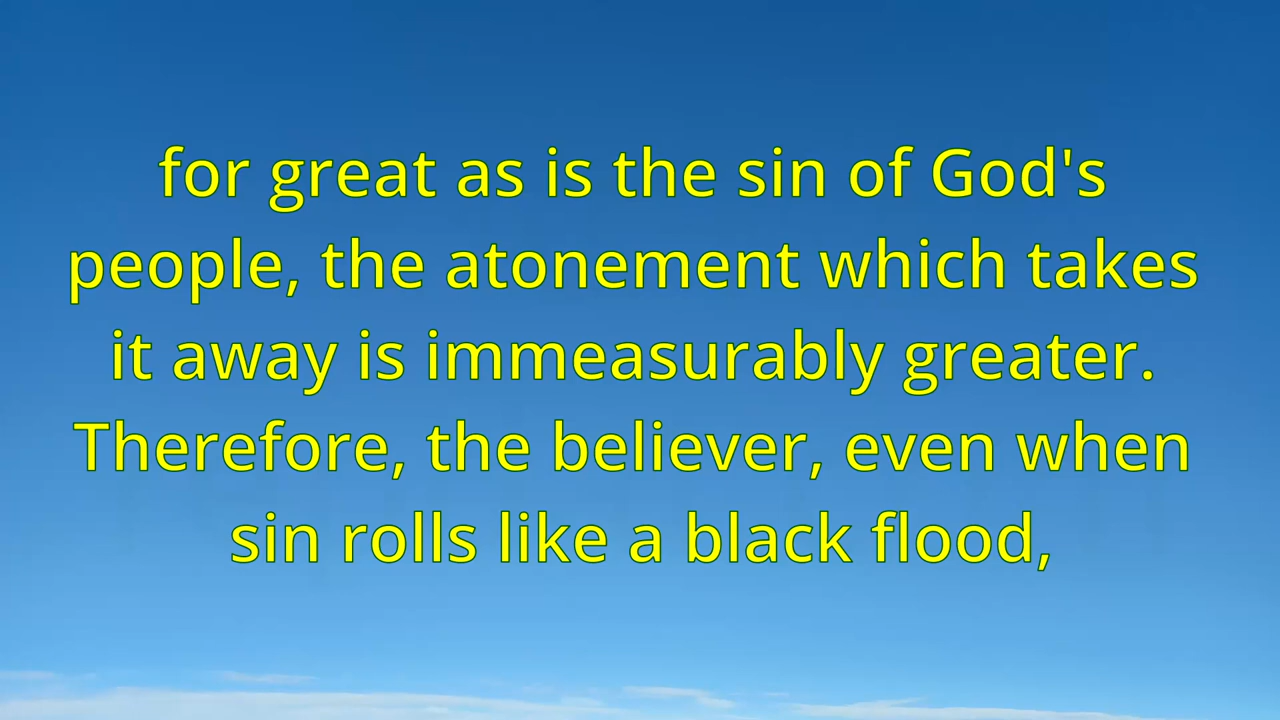 for great as is the sin of God's
people, the atonement which takes
it away is immeasurably greater.
Therefore, the believer, even when
sin rolls like a black flood,